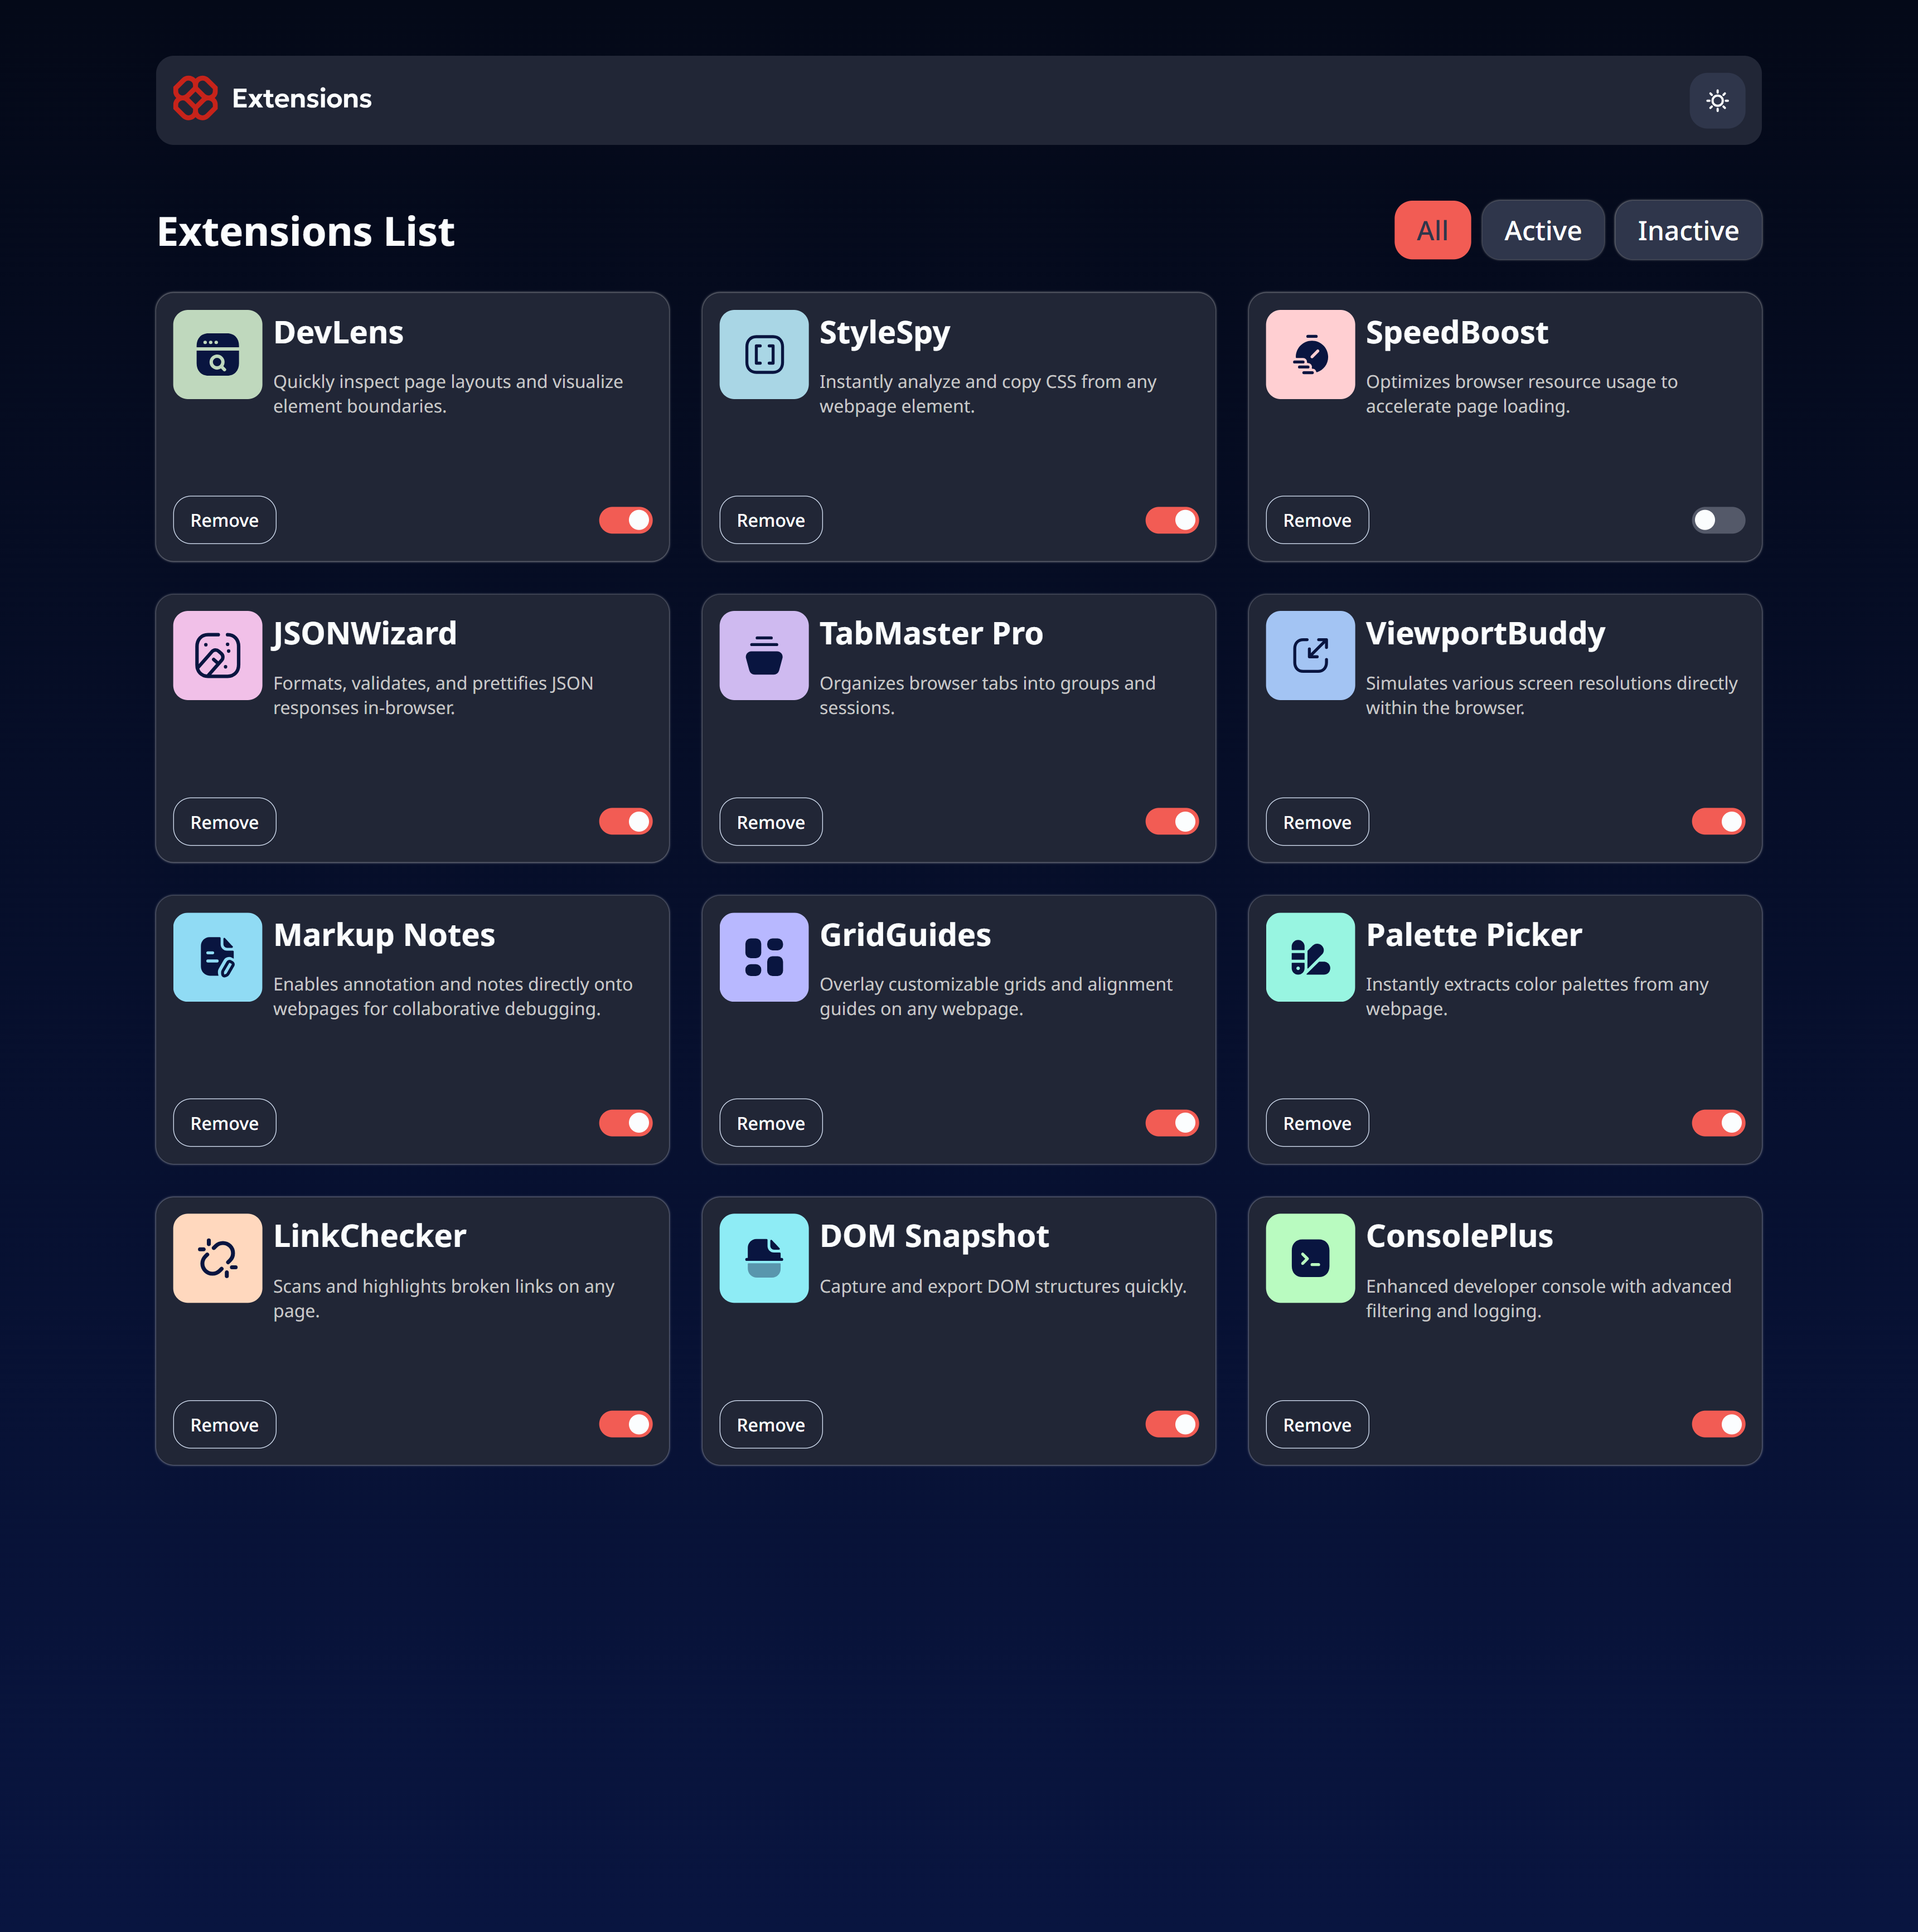 Extensions
Extensions List
All
Active
Inactive
DevLens
Quickly inspect page layouts and visualize
element boundaries.
Remove
StyleSpy
Instantly analyze and copy CSS from any
webpage element.
Remove
SpeedBoost
Optimizes browser resource usage to
accelerate page loading.
Remove
JSONWizard
Formats, validates, and prettifies JSON
responses in-browser.
Remove
TabMaster Pro
Organizes browser tabs into groups and
sessions.
Remove
ViewportBuddy
Simulates various screen resolutions directly
within the browser.
Remove
Markup Notes
Enables annotation and notes directly onto
webpages for collaborative debugging.
Remove
GridGuides
Overlay customizable grids and alignment
guides on any webpage.
Remove
Palette Picker
Instantly extracts color palettes from any
webpage.
Remove
LinkChecker
Scans and highlights broken links on any
page.
Remove
DOM Snapshot
Capture and export DOM structures quickly.
Remove
ConsolePlus
Enhanced developer console with advanced
filtering and logging.
Remove